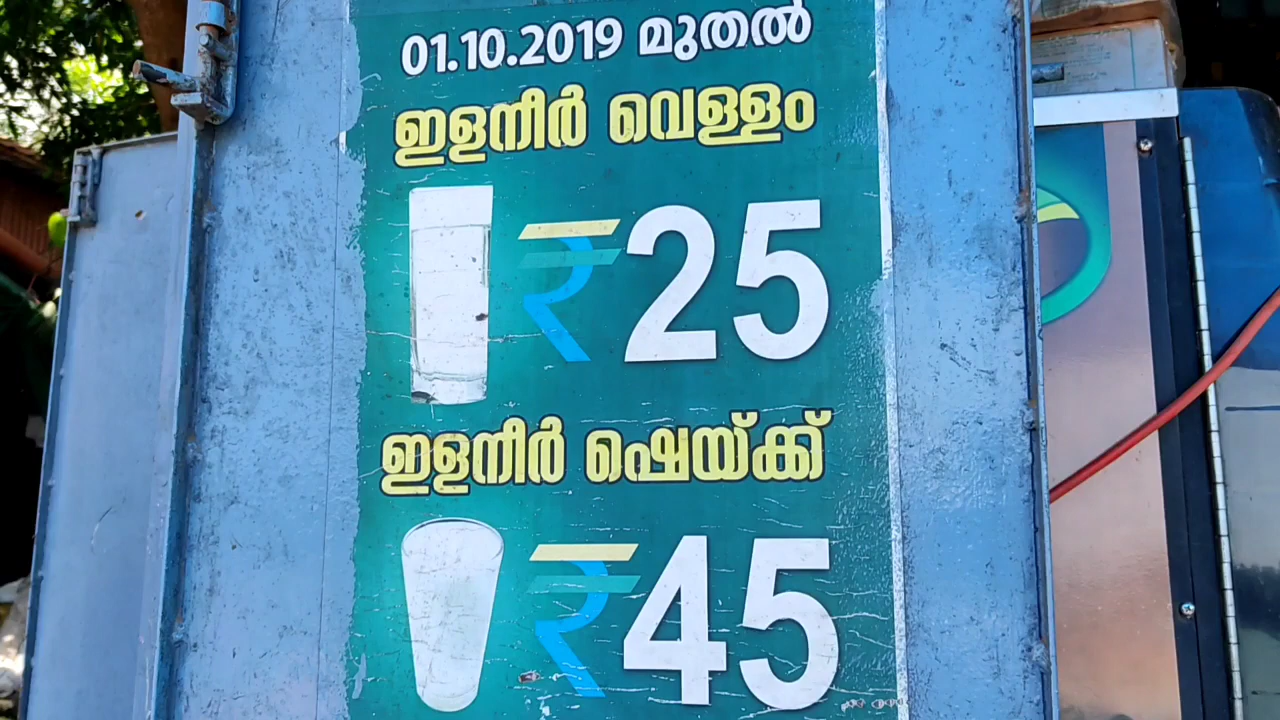 01.10.2019 മുതൽ
ഇളനീർ വെള്ളം
₹25
ഇളനീർ ഷെയ്ക്ക്
₹45